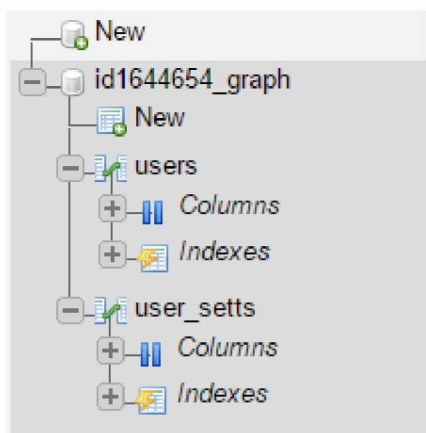 New
id1644654_graph
New
users
Columns
Indexes
user_setts
Columns
Indexes